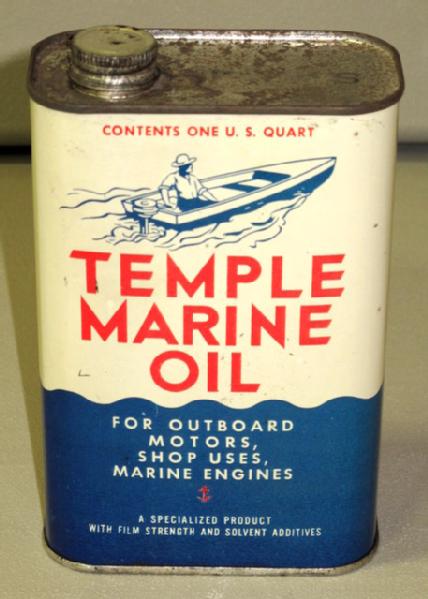 CONTENTS ONE U. S. QUART
TEMPLE
MARINE
OIL
FOR OUTBOARD
MOTORS,
SHOP USES,
MARINE ENGINES
A SPECIALIZED PRODUCT
WITH FILM STRENGTH AND SOLVENT ADDITIVES